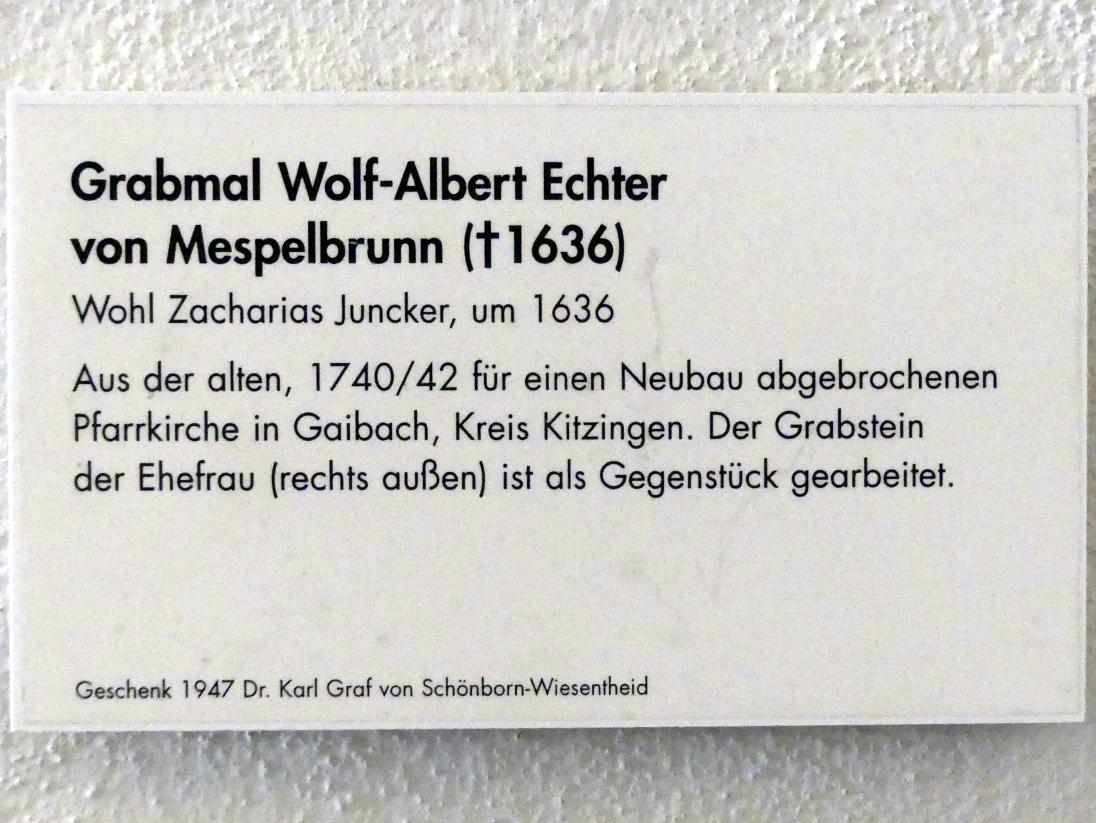 Grabmal Wolf-Albert Echter
von Mespelbrunn (†1636)
Wohl Zacharias Juncker, um 1636
Aus der alten, 1740/42 für einen Neubau abgebrochenen
Pfarrkirche in Gaibach, Kreis Kitzingen. Der Grabstein
der Ehefrau (rechts außen) ist als Gegenstück gearbeitet.
Geschenk 1947 Dr. Karl Graf von Schönborn-Wiesentheid